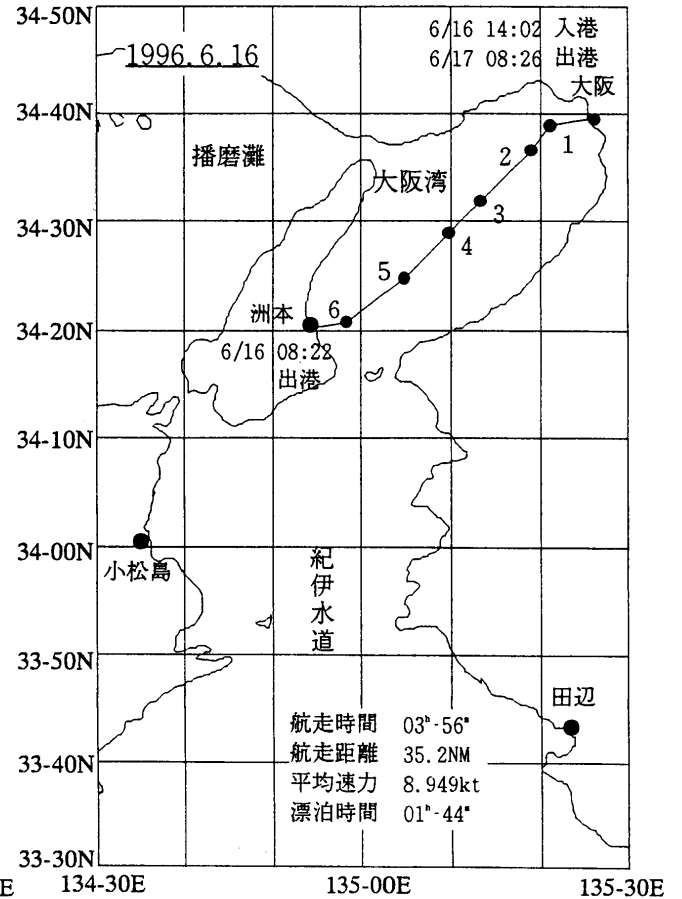 34-50N
6/16 14:02 入港
6/17 08:26 出港
1996.6.16
大阪
34-40N
1
2
播磨灘
大阪湾
3
34-30N
4
5
洲本
6
34-20N
6/16 08:22
出港
34-10N
34-00N
小松島
紀伊水道
33-50N
田辺
航走時間 03ʰ-56ᵐ
航走距離 35.2NM
33-40N
平均速力 8.949kt
漂泊時間 01ʰ-44ᵐ
33-30N
E
134-30E
135-00E
135-30E